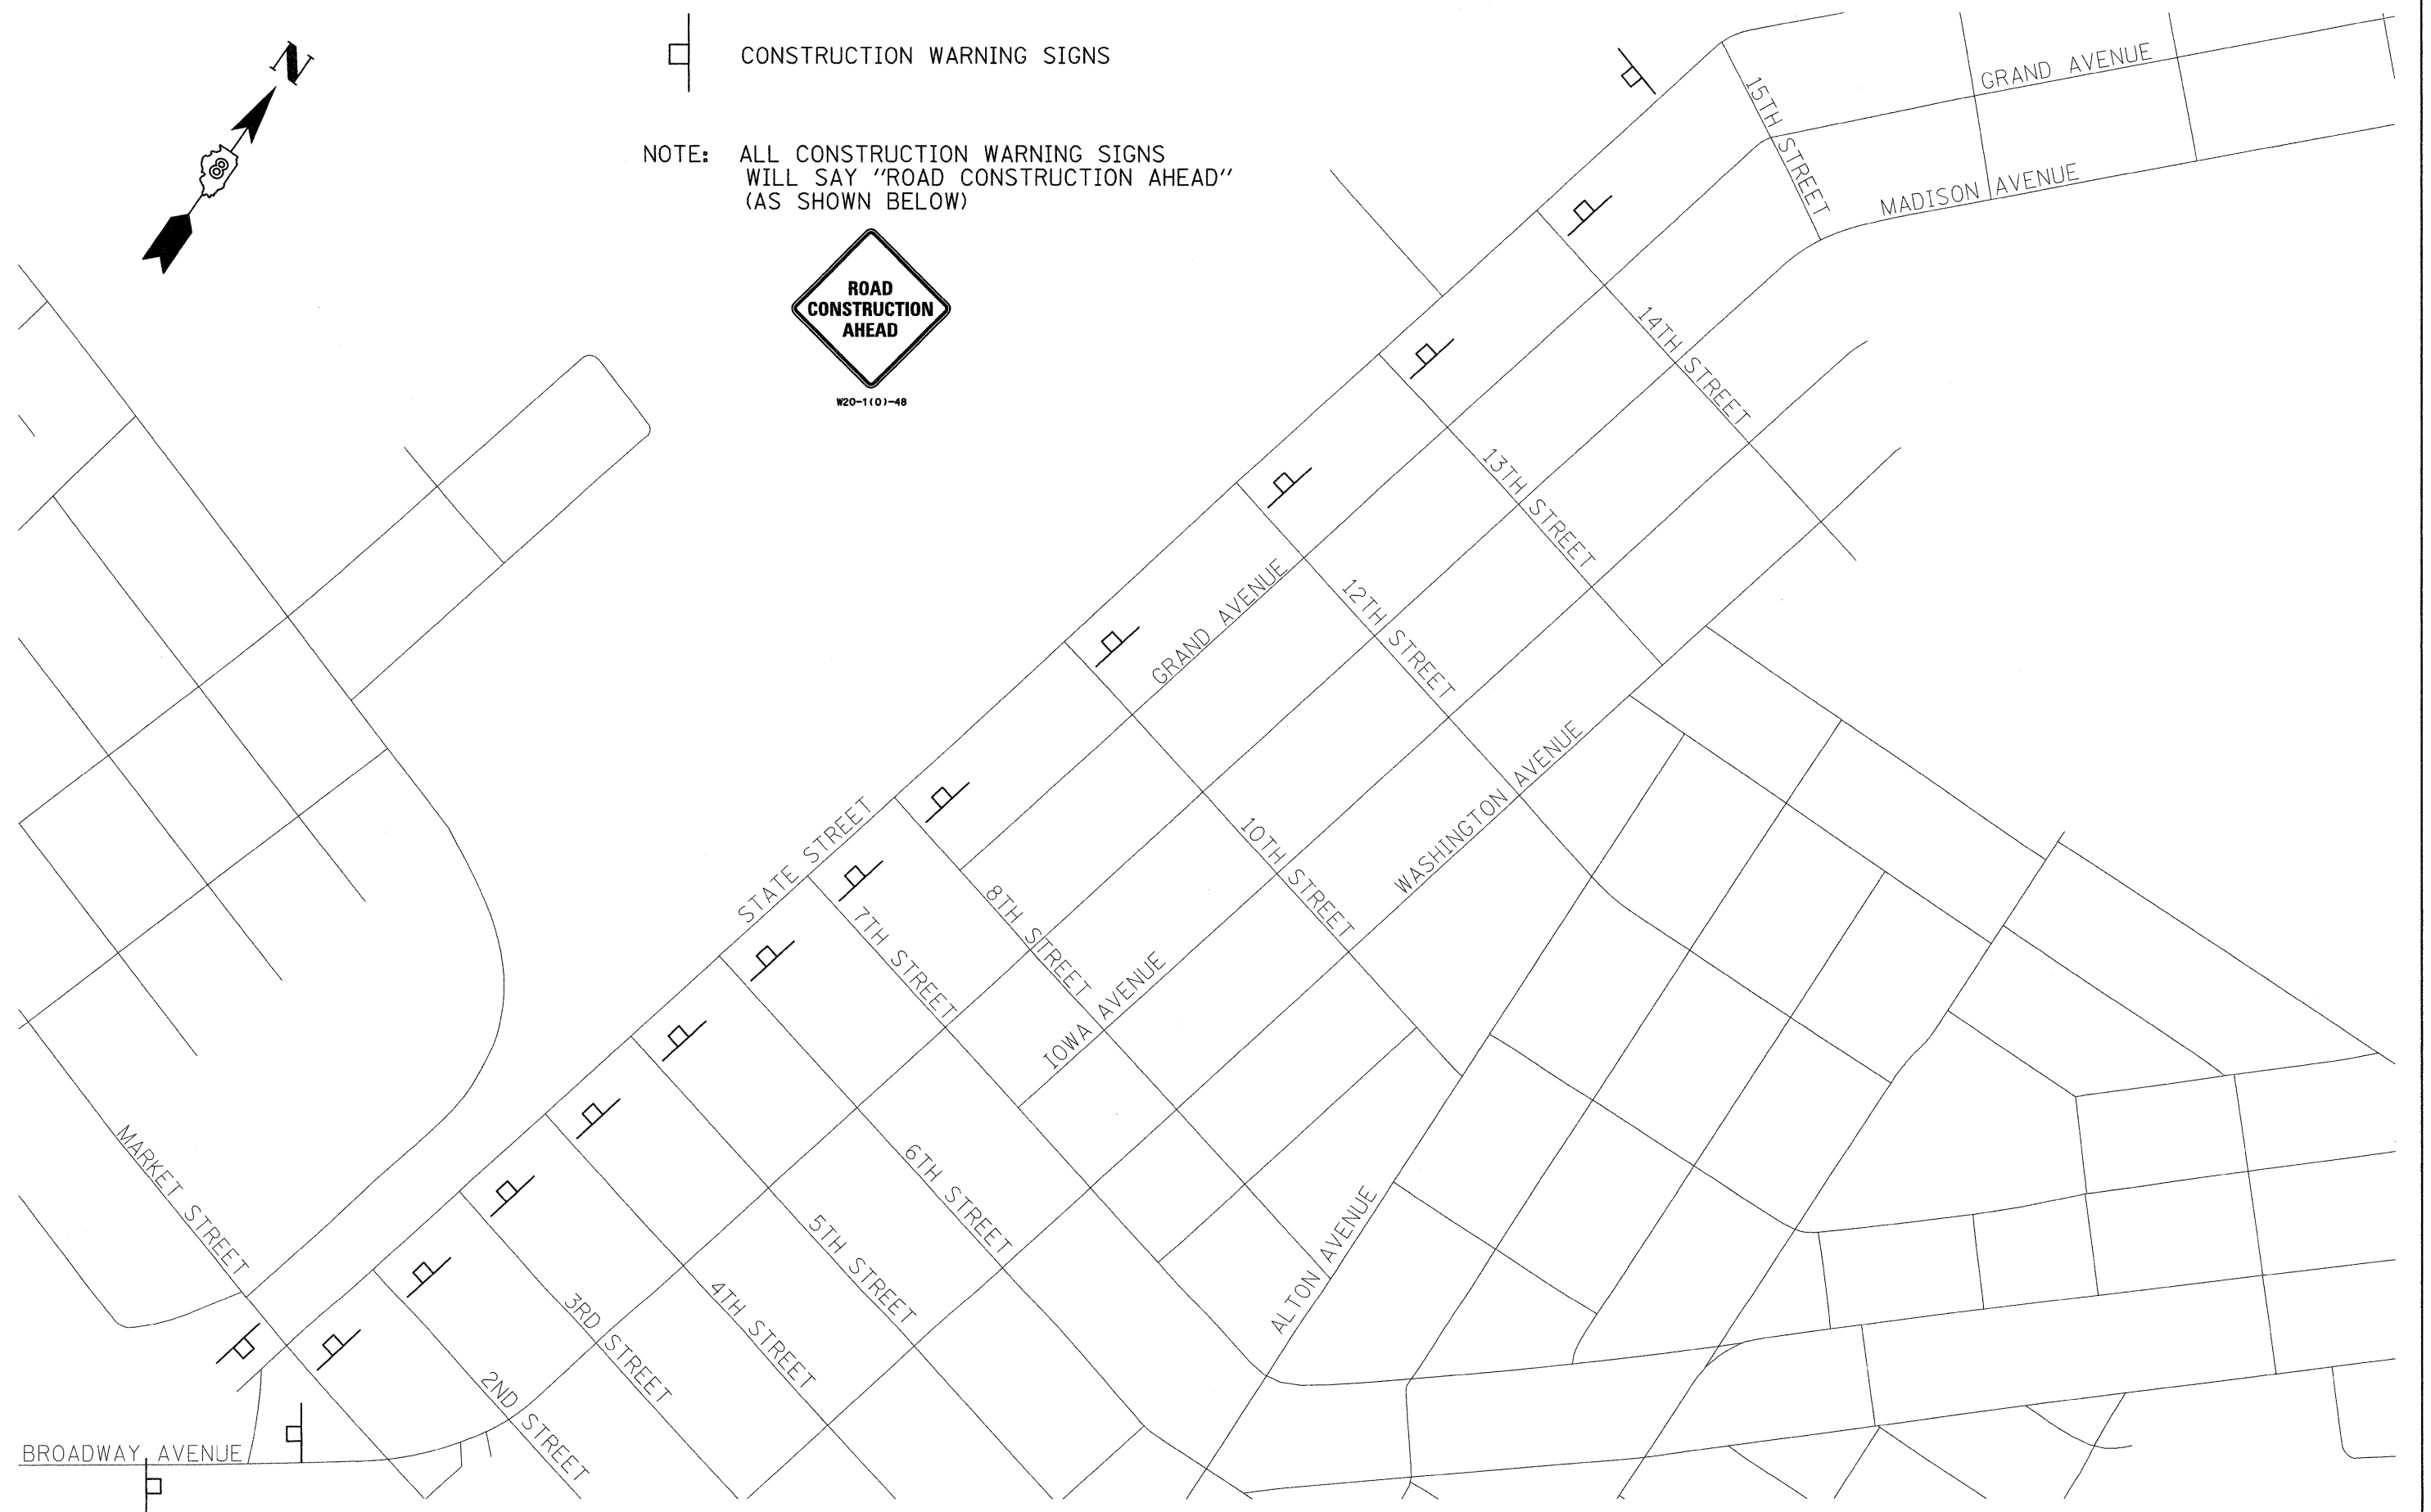 N
8
CONSTRUCTION WARNING SIGNS
NOTE: ALL CONSTRUCTION WARNING SIGNS
WILL SAY "ROAD CONSTRUCTION AHEAD"
(AS SHOWN BELOW)
ROAD
CONSTRUCTION
AHEAD
W20-1(O)-48
GRAND AVENUE
15TH STREET
MADISON AVENUE
14TH STREET
13TH STREET
12TH STREET
GRAND AVENUE
WASHINGTON AVENUE
10TH STREET
STATE STREET
8TH STREET
7TH STREET
IOWA AVENUE
6TH STREET
5TH STREET
4TH STREET
3RD STREET
2ND STREET
ALTON AVENUE
MARKET STREET
BROADWAY AVENUE